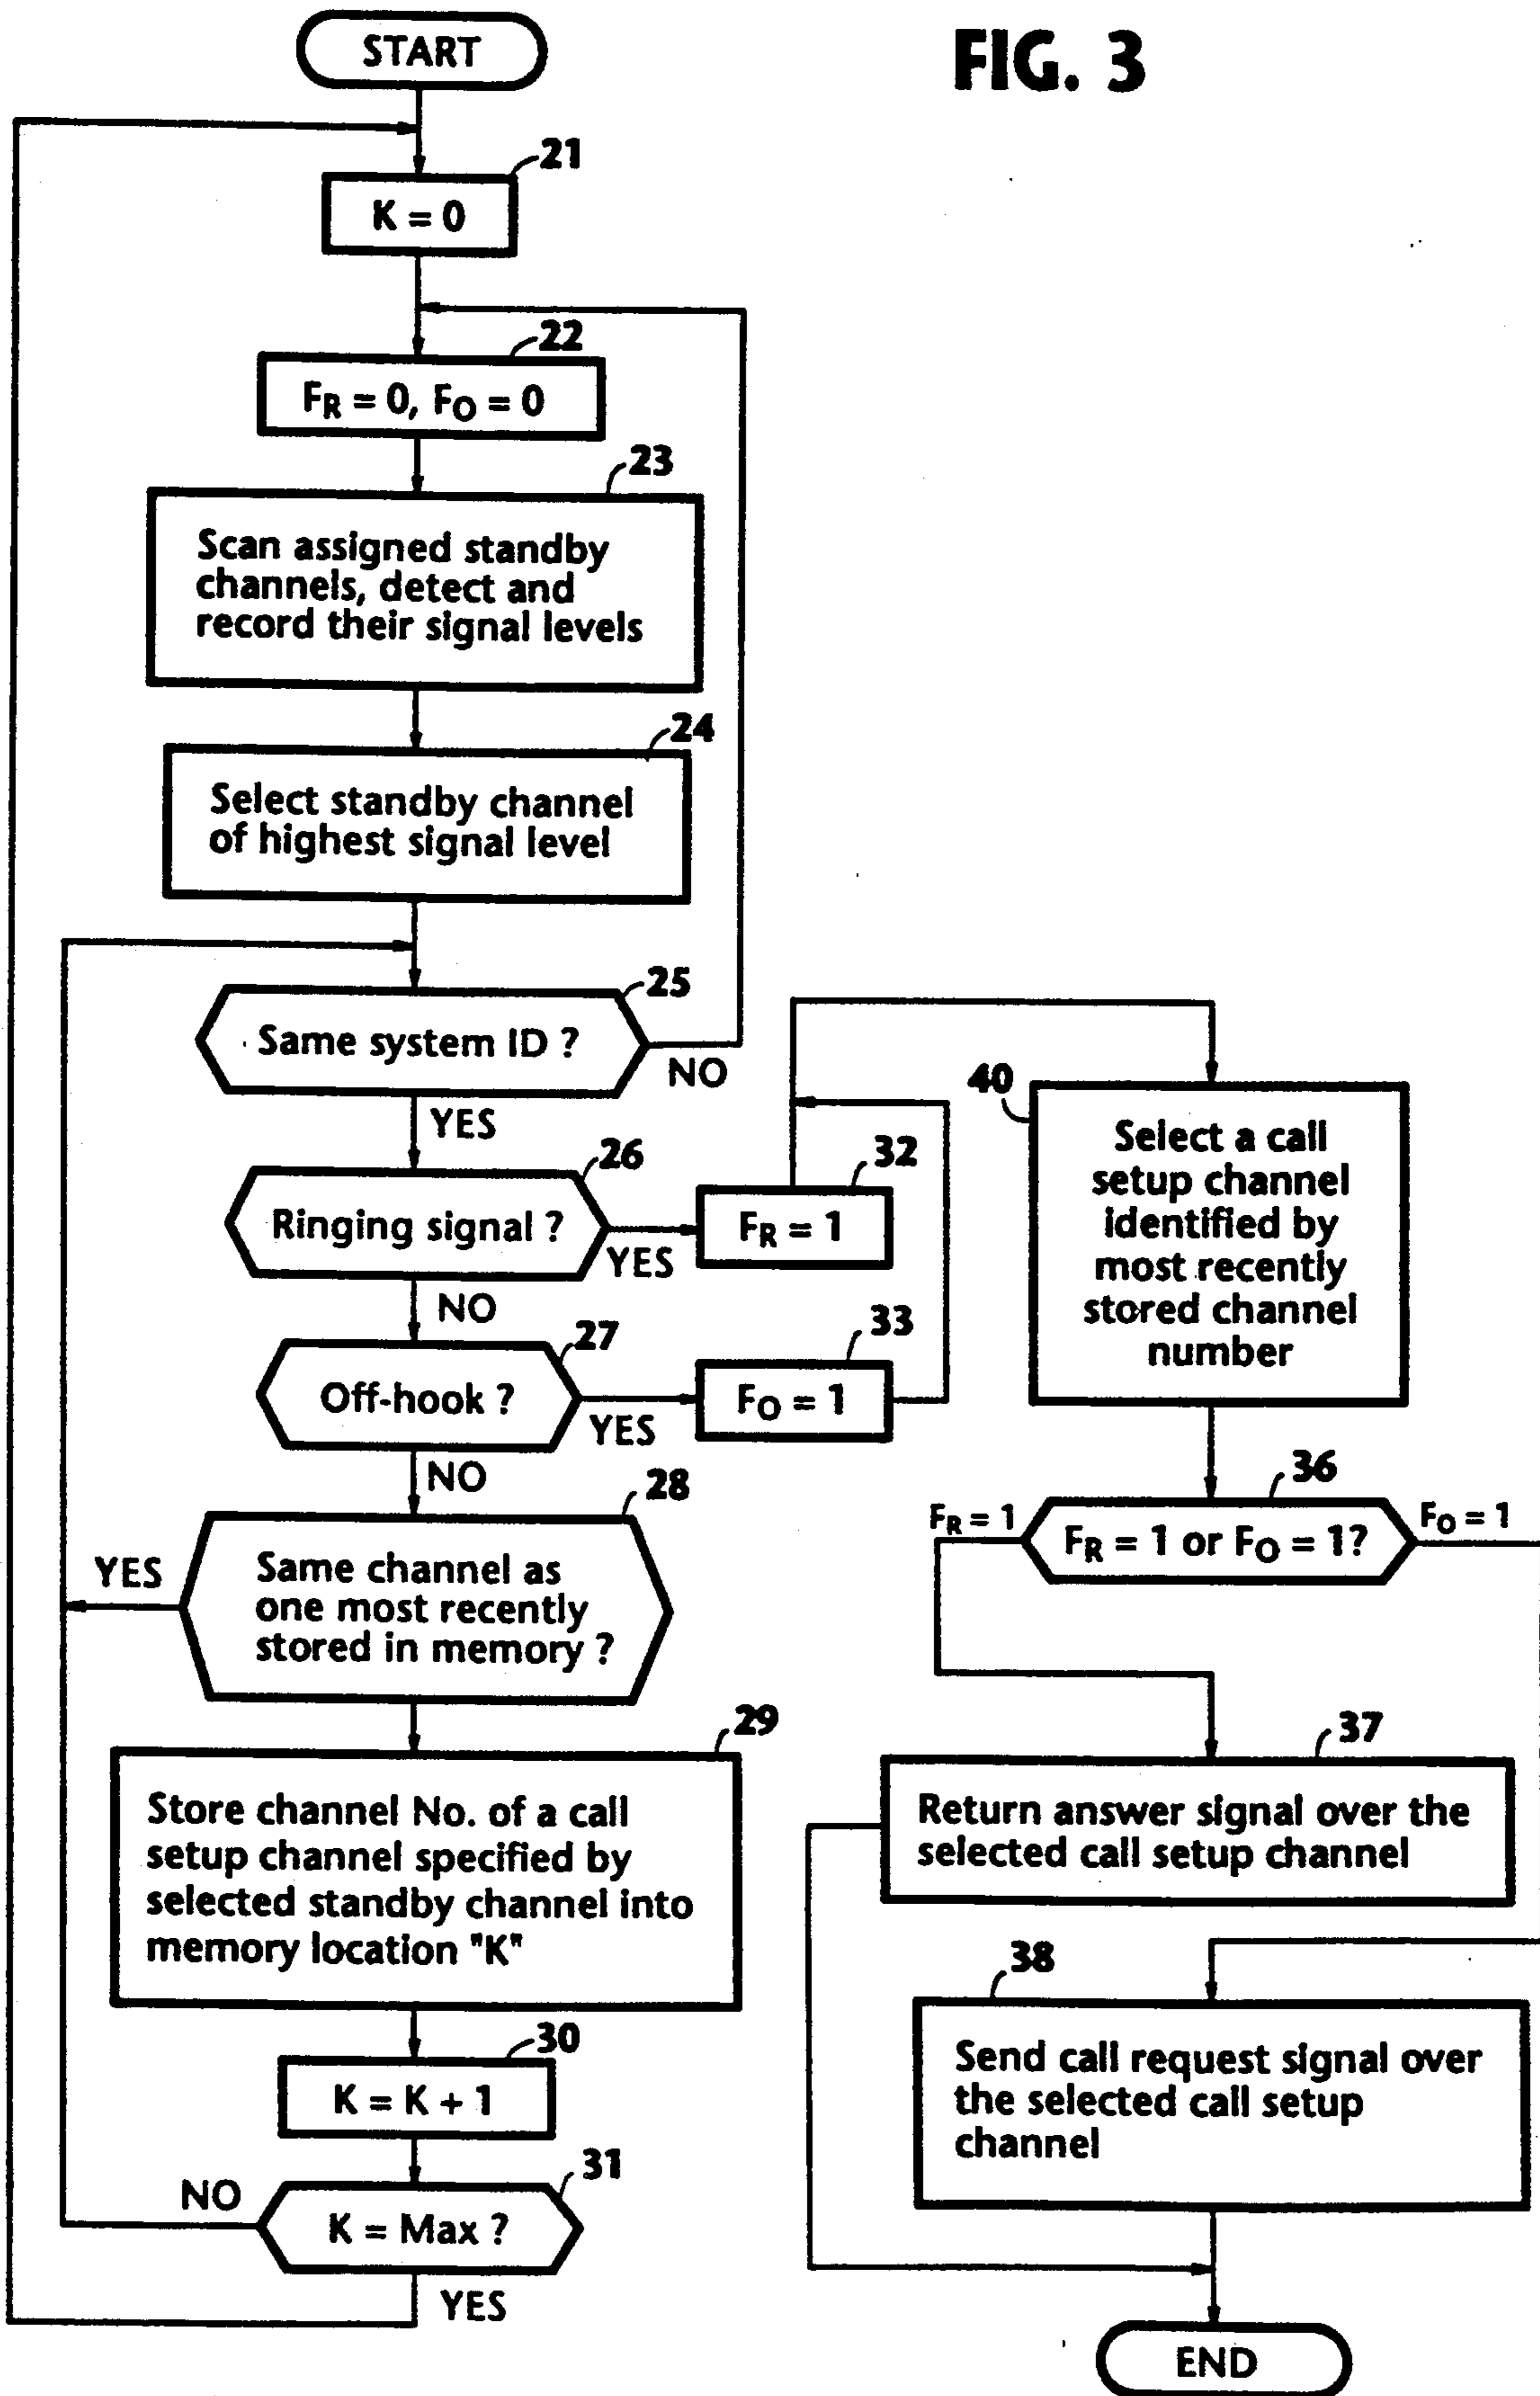 START
FIG. 3
21
K = 0
22
FR = 0, FO = 0
23
Scan assigned standby
channels, detect and
record their signal levels
24
Select standby channel
of highest signal level
25
Same system ID ?
NO
YES
26
Ringing signal ?
YES
NO
32
FR = 1
27
Off-hook ?
YES
NO
33
FO = 1
28
Same channel as
one most recently
stored in memory ?
YES
29
Store channel No. of a call
setup channel specified by
selected standby channel into
memory location "K"
30
K = K + 1
31
K = Max ?
NO
YES
40
Select a call
setup channel
identified by
most recently
stored channel
number
36
FR = 1
FR = 1 or FO = 1?
FO = 1
37
Return answer signal over the
selected call setup channel
38
Send call request signal over
the selected call setup
channel
END